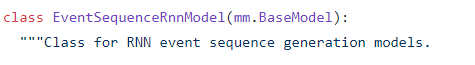 class EventSequenceRnnModel(mm.BaseModel):
"""Class for RNN event sequence generation models.